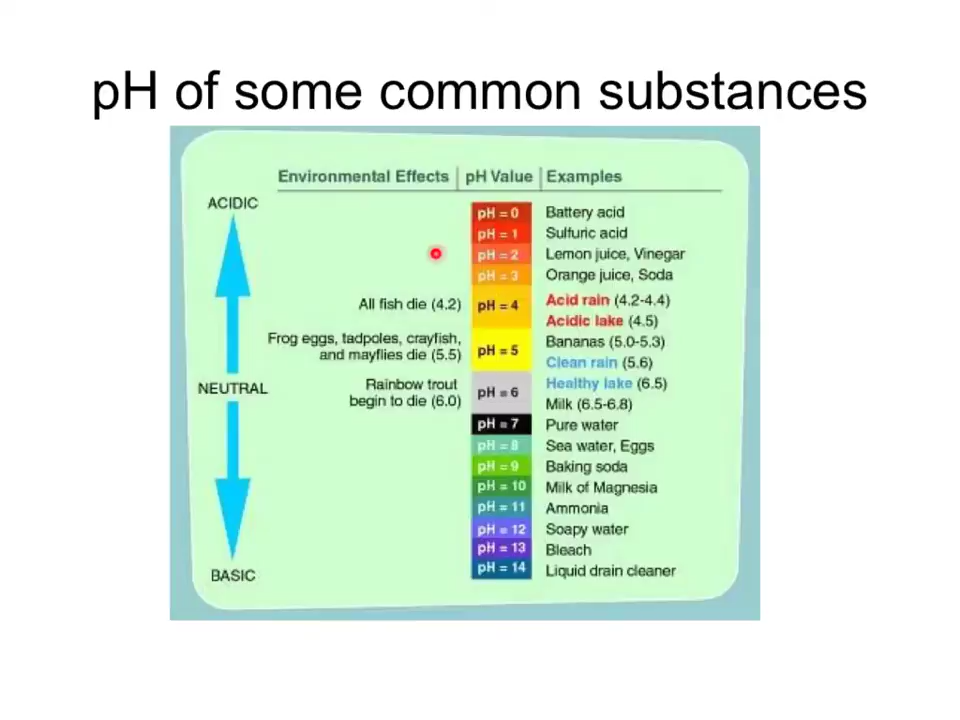 pH of some common substances
Environmental Effects pH Value Examples
ACIDIC
pH = 0 Battery acid
pH = 1 Sulfuric acid
pH = 2 Lemon juice, Vinegar
pH = 3 Orange juice, Soda
All fish die (4.2) pH = 4 Acid rain (4.2-4.4)
Acidic lake (4.5)
Frog eggs, tadpoles, crayfish,
and mayflies die (5.5) pH = 5 Bananas (5.0-5.3)
Clean rain (5.6)
NEUTRAL
Rainbow trout
begin to die (6.0) pH = 6 Healthy lake (6.5)
Milk (6.5-6.8)
pH = 7 Pure water
pH = 8 Sea water, Eggs
pH = 9 Baking soda
pH = 10 Milk of Magnesia
pH = 11 Ammonia
pH = 12 Soapy water
pH = 13 Bleach
pH = 14 Liquid drain cleaner
BASIC